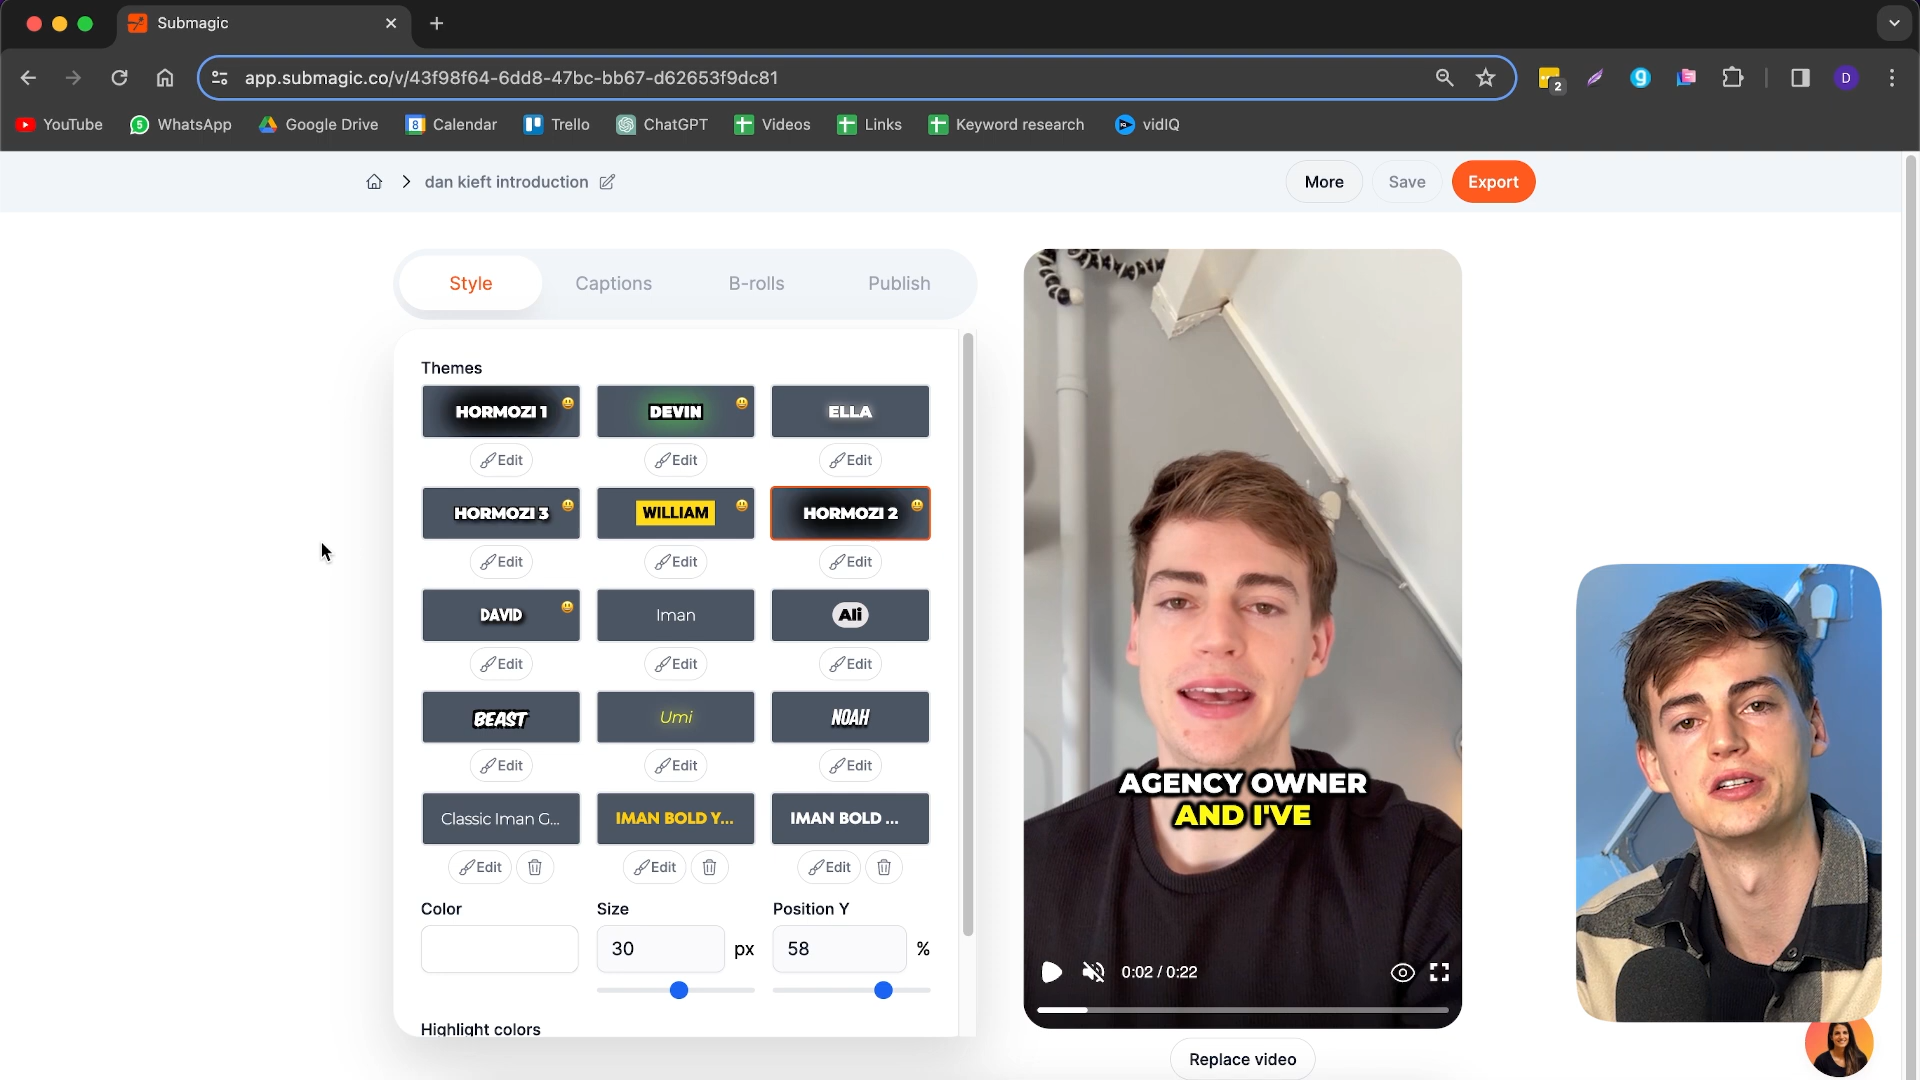 Submagic
app.submagic.co/v/43f98f64-6dd8-47bc-bb67-d62653f9dc81
2
D
YouTube
5
WhatsApp
Google Drive
8
Calendar
Trello
ChatGPT
Videos
Links
Keyword research
vidIQ
dan kieft introduction
More
Save
Export
Style
Captions
B-rolls
Publish
Themes
HORMOZI 1
DEVIN
ELLA
Edit
Edit
Edit
HORMOZI 3
WILLIAM
HORMOZI 2
Edit
Edit
Edit
DAVID
Iman
Ali
Edit
Edit
Edit
BEAST
Umi
NOAH
Edit
Edit
Edit
Classic Iman G...
IMAN BOLD Y...
IMAN BOLD ...
Edit
Edit
Edit
Color
Size
Position Y
30
px
58
%
Highlight colors
AGENCY OWNER
AND I'VE
0:02 / 0:22
Replace video